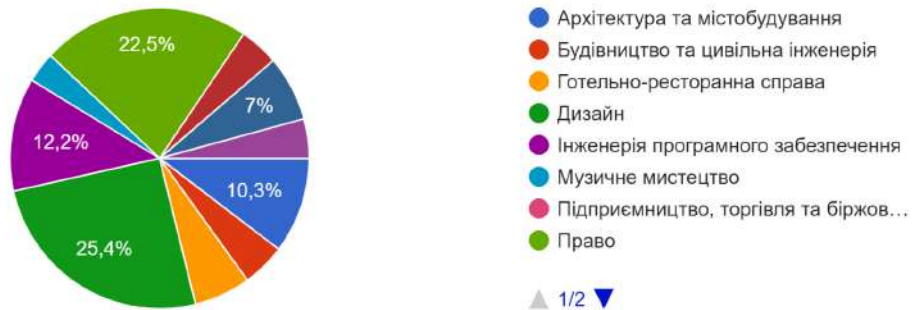 22,5%
7%
12,2%
10,3%
25,4%
Архітектура та містобудування
Будівництво та цивільна інженерія
Готельно-ресторанна справа
Дизайн
Інженерія програмного забезпечення
Музичне мистецтво
Підприємництво, торгівля та біржов…
Право
1/2